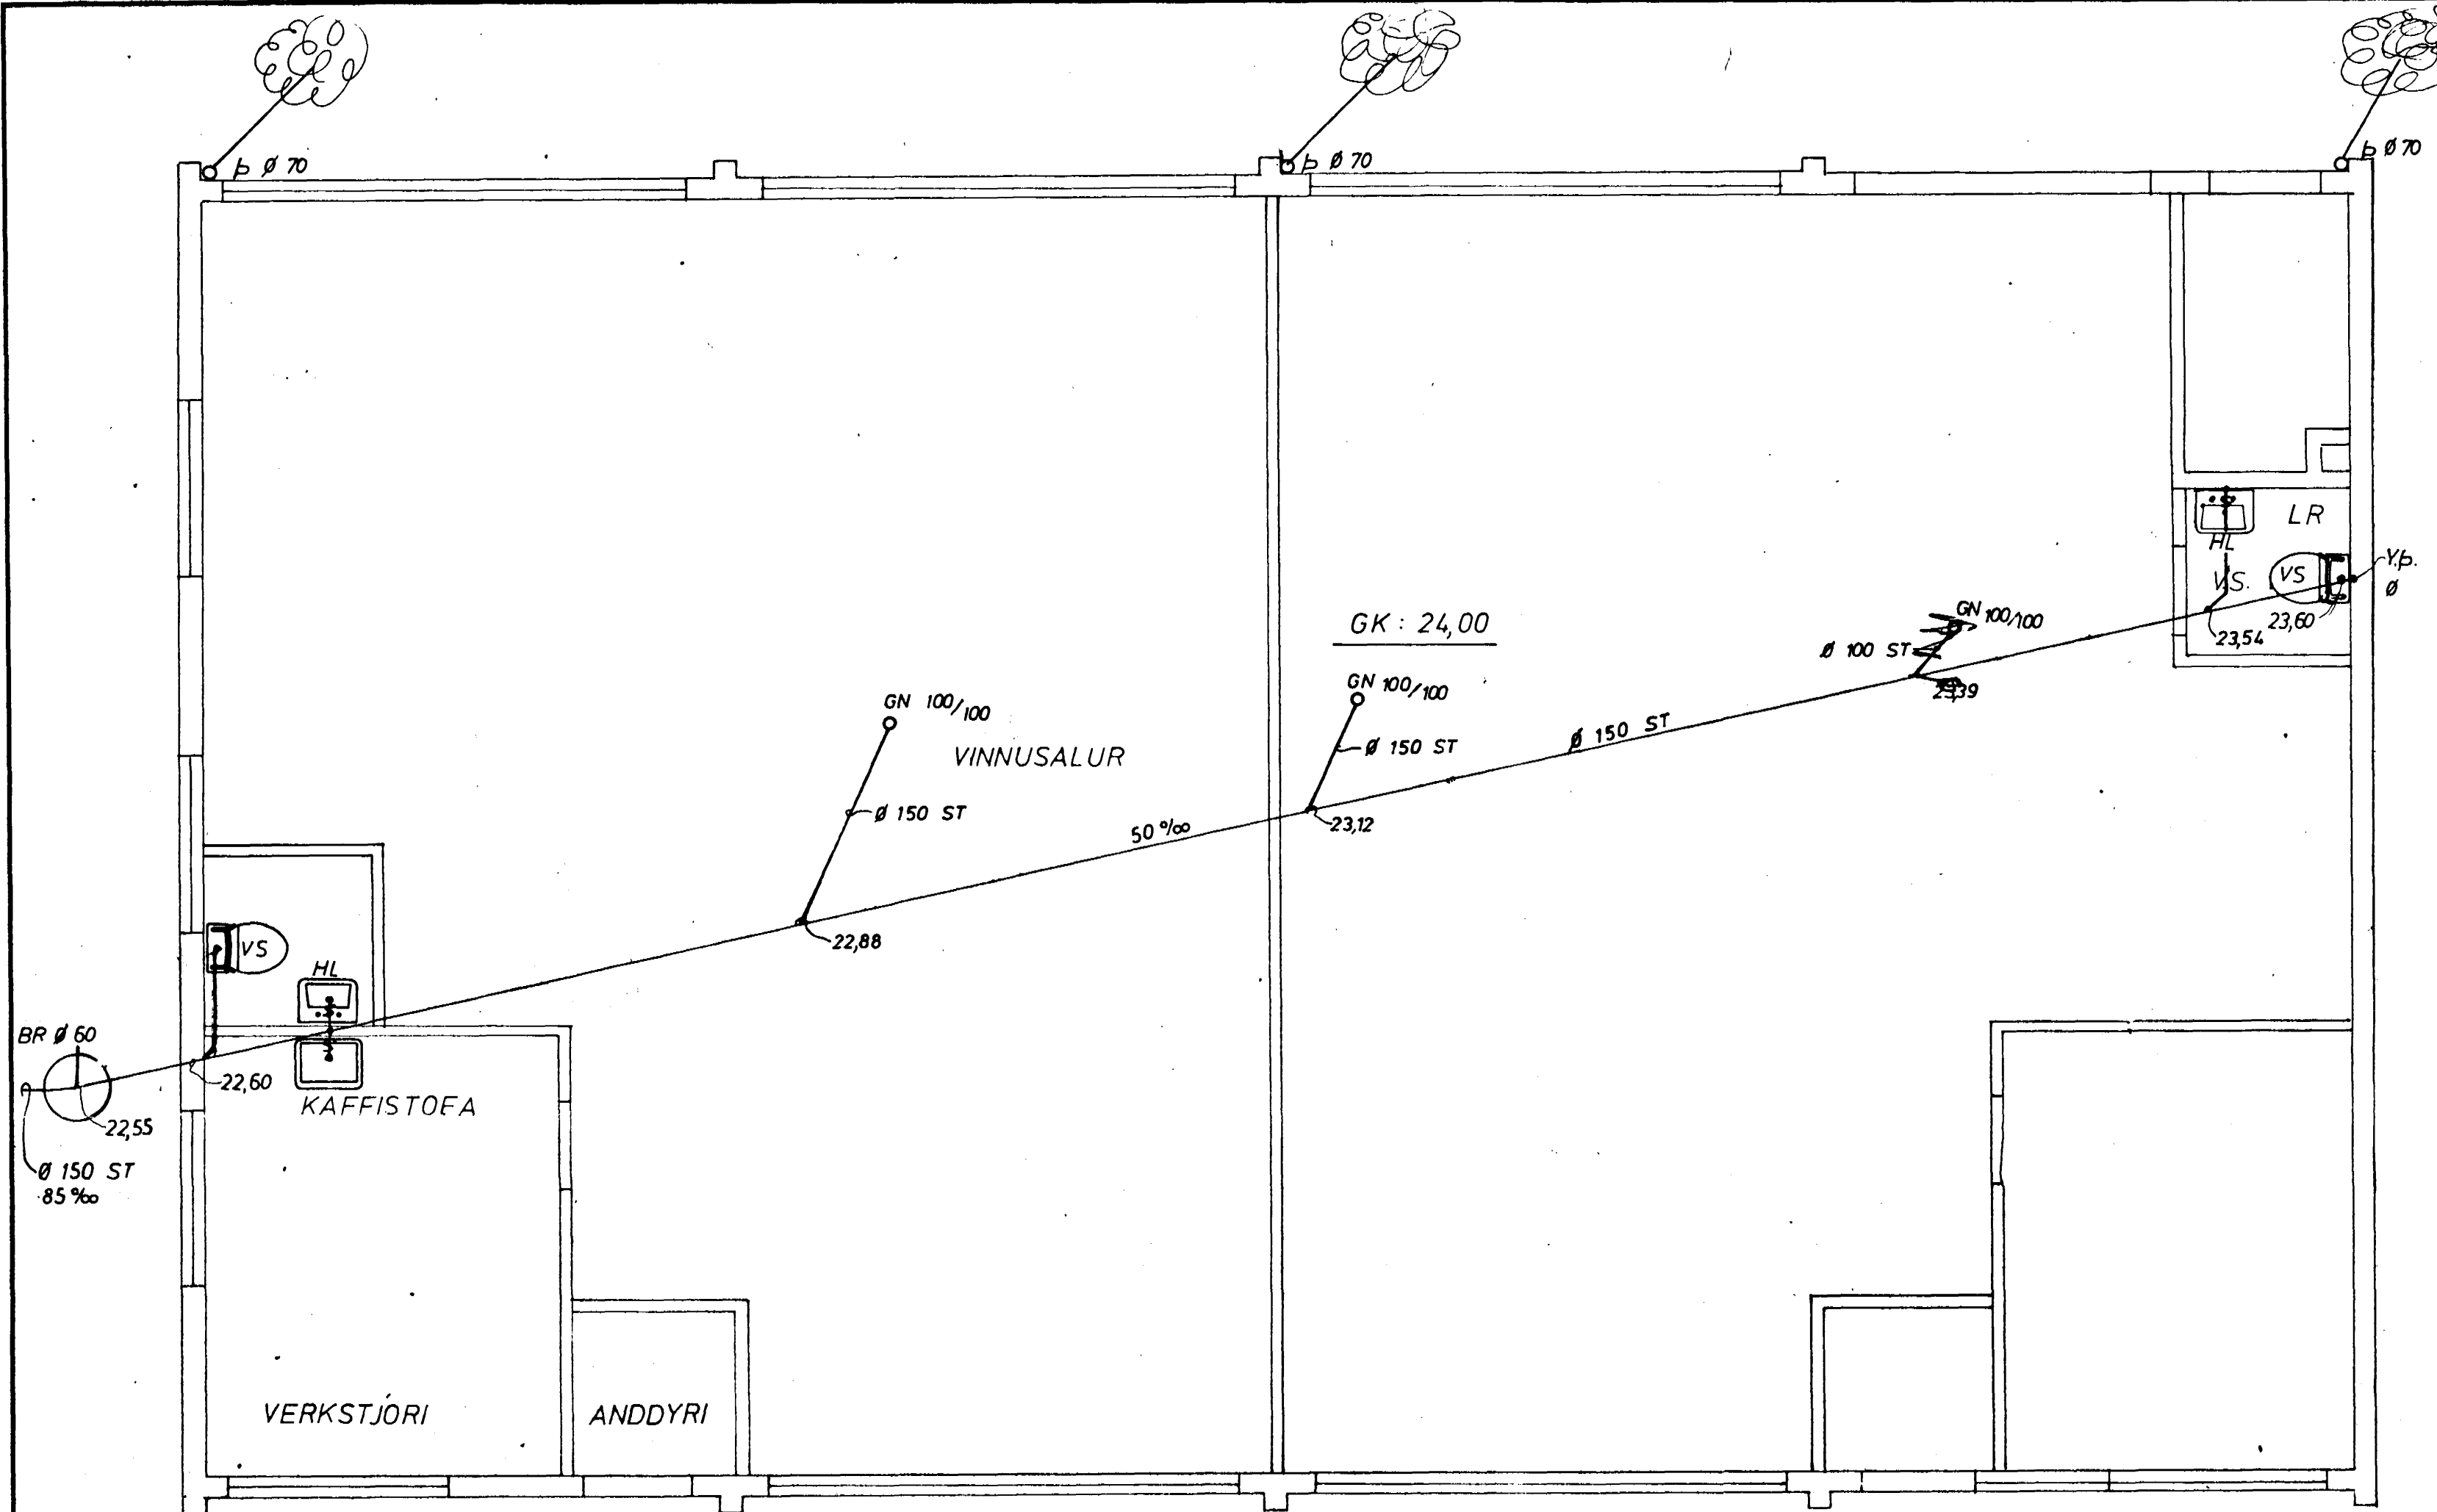 þ Ø 70
þ Ø 70
þ Ø 70
LR
HL
VS.
VS
Y.þ.
Ø
23,60
23,54
GK : 24,00
GN 100/100
Ø 100 ST
23,39
GN 100/100
Ø 150 ST
Ø 150 ST
GN 100/100
VINNUSALUR
Ø 150 ST
50 ‰
23,12
22,88
VS
HL
BR Ø 60
22,60
KAFFISTOFA
22,55
Ø 150 ST
85 ‰
VERKSTJÓRI
ANDDYRI